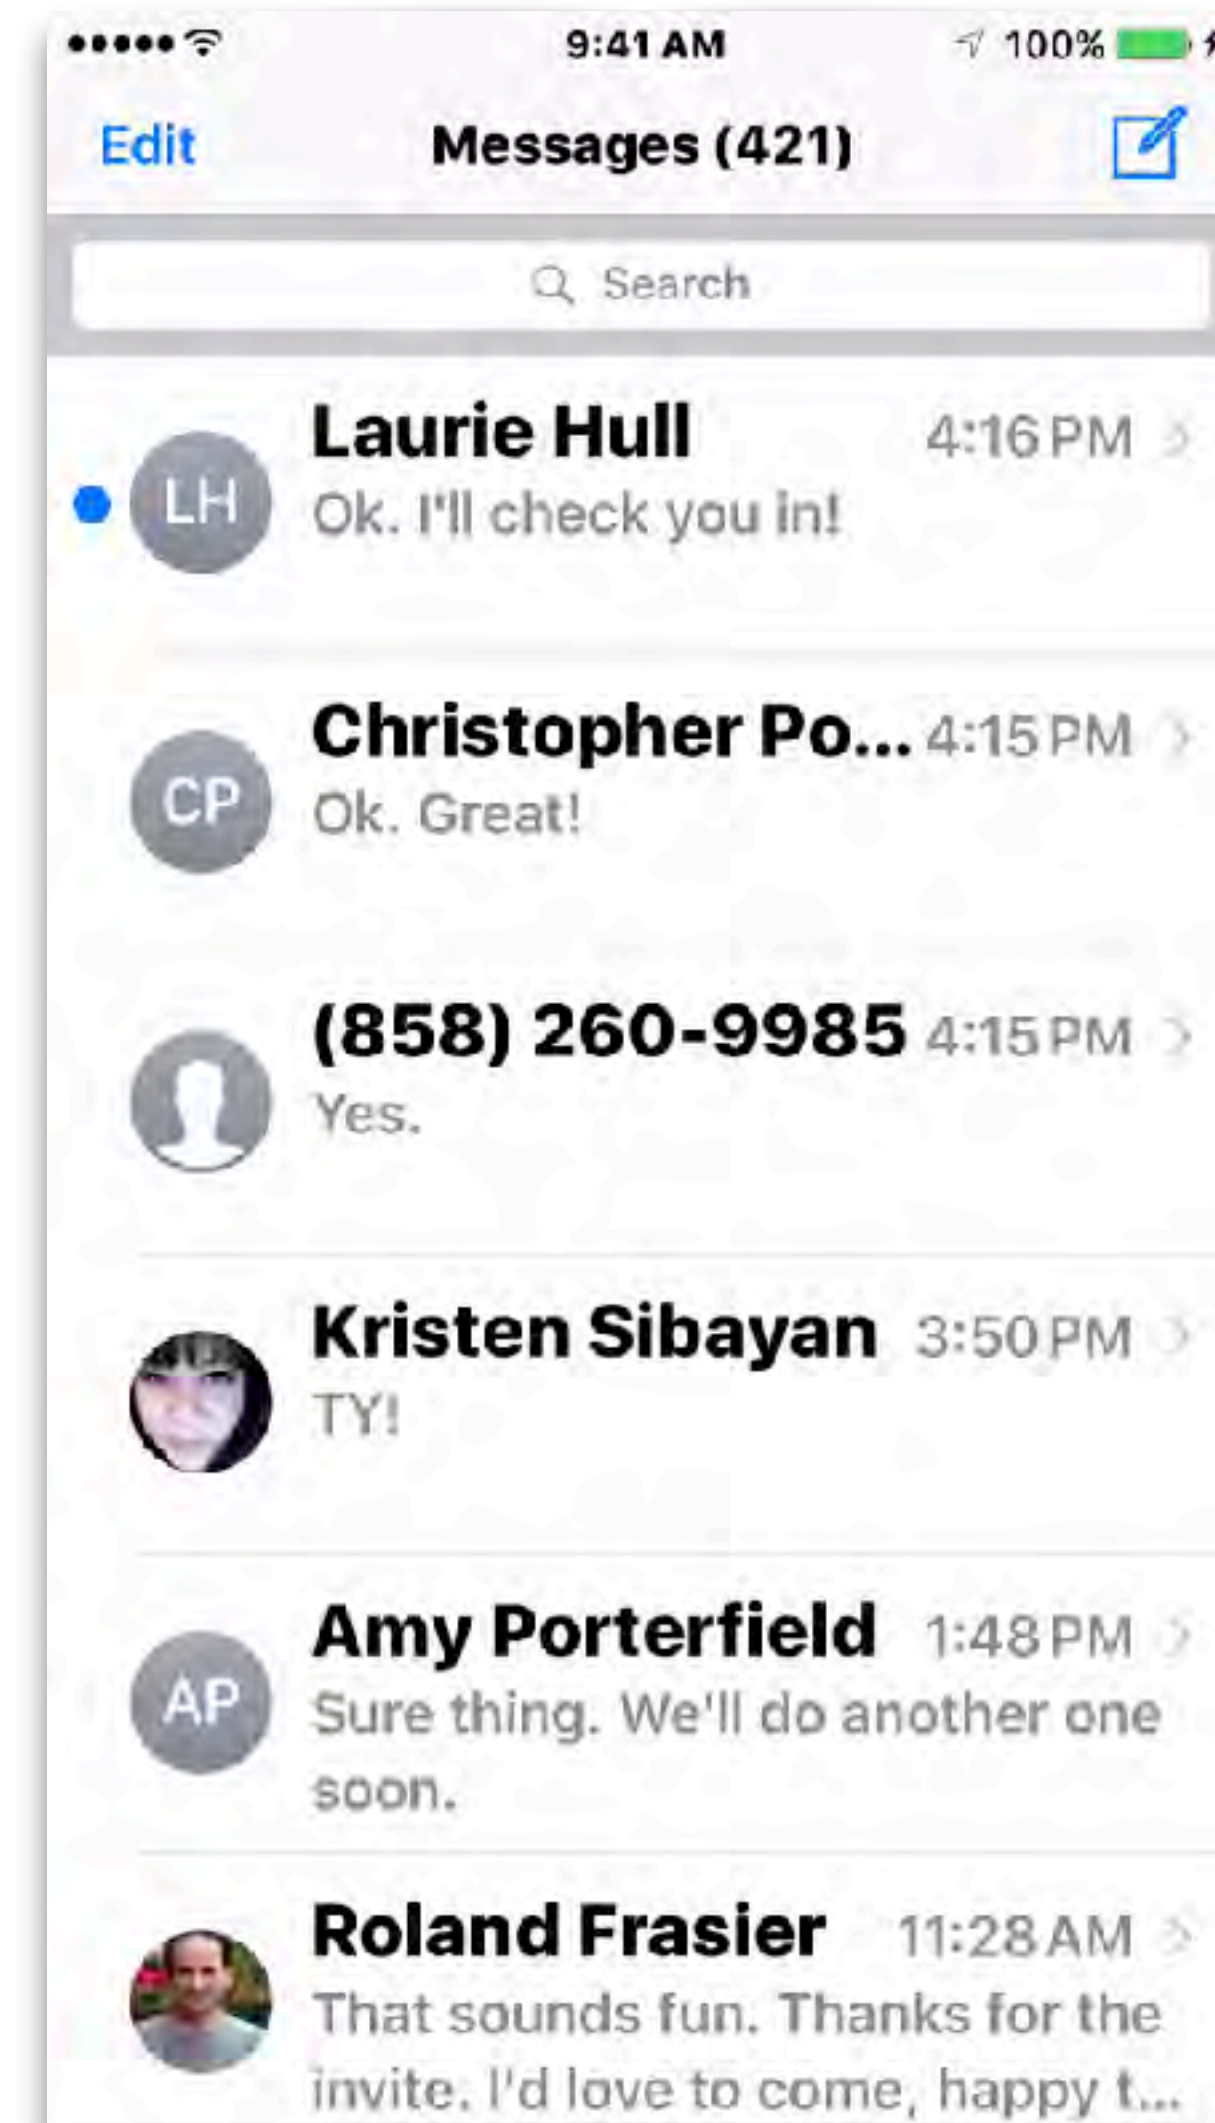 9:41 AM 100%
Edit Messages (421)
Search
Laurie Hull 4:16 PM
LH
Ok. I'll check you in!
Christopher Po... 4:15 PM
CP
Ok. Great!
(858) 260-9985 4:15 PM
Yes.
Kristen Sibayan 3:50 PM
TY!
Amy Porterfield 1:48 PM
AP
Sure thing. We'll do another one
soon.
Roland Frasier 11:28 AM
That sounds fun. Thanks for the
invite. I'd love to come, happy t...